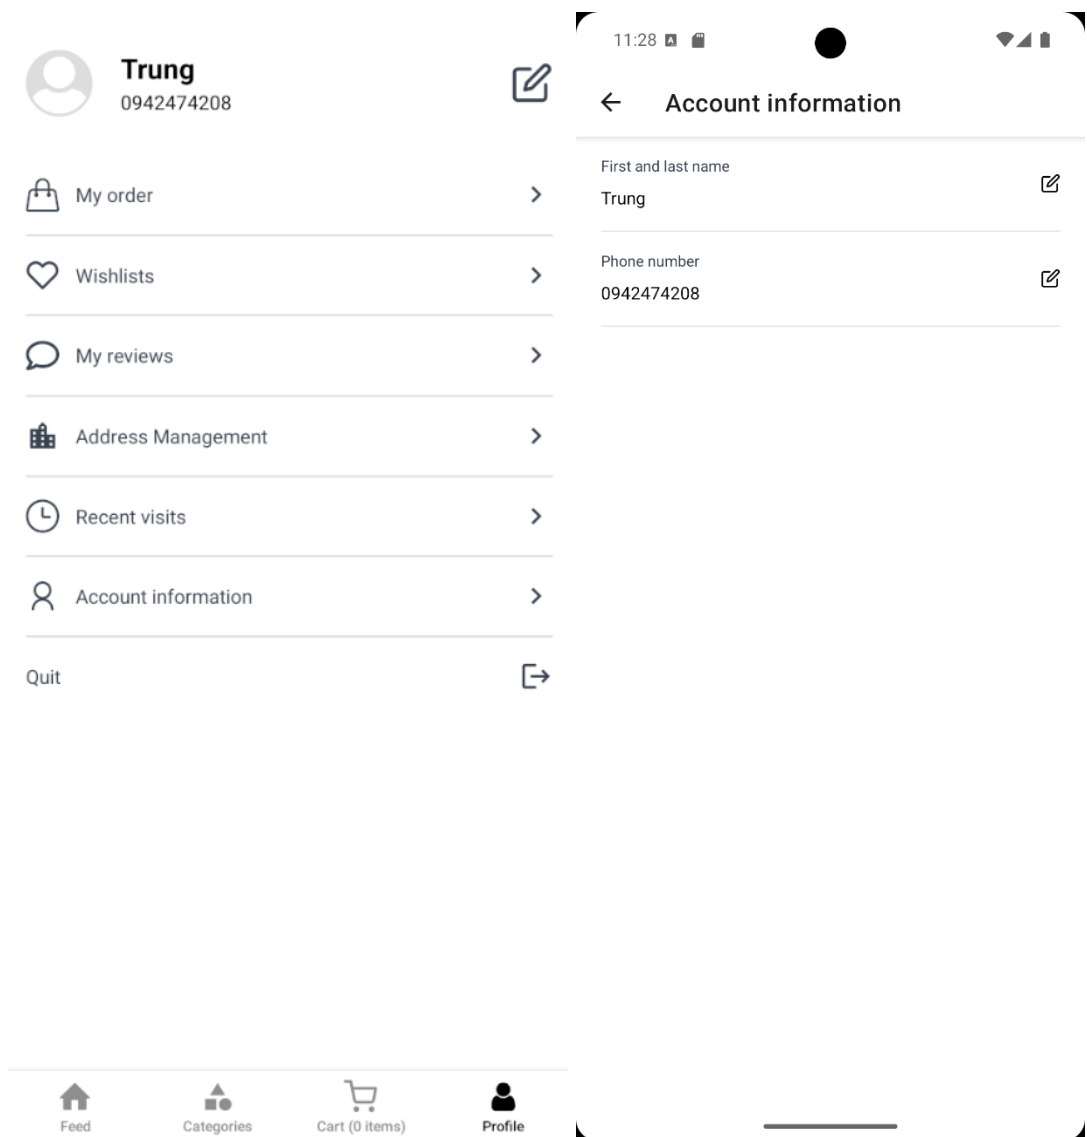 Trung
0942474208
My order
Wishlists
My reviews
Address Management
Recent visits
Account information
Quit
Feed
Categories
Cart (0 items)
Profile
11:28 A
Account information
First and last name
Trung
Phone number
0942474208